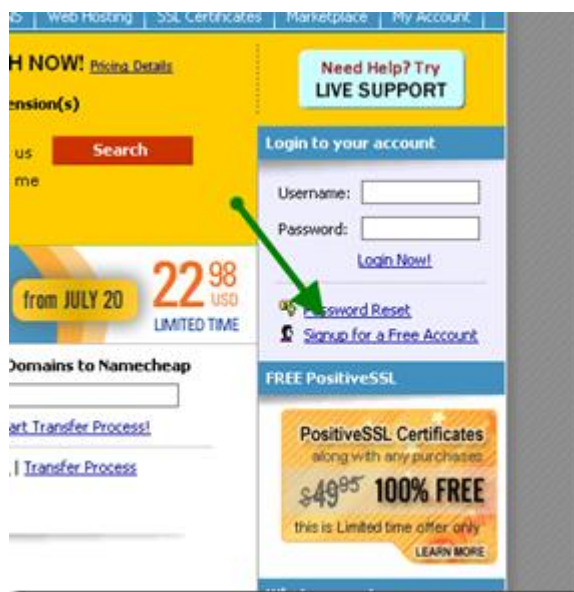 NS | Web Hosting | SSL Certificates | Marketplace | My Account
H NOW! Pricing Details
ension(s)
us Search
me
Need Help? Try
LIVE SUPPORT
Login to your account
Username:
Password:
Login Now!
Password Reset
Signup for a Free Account
from JULY 20
22 98 USD
LIMITED TIME
Domains to Namecheap
art Transfer Process!
| Transfer Process
FREE PositiveSSL
PositiveSSL Certificates
along with any purchases
$4995 100% FREE
this is Limited time offer only
LEARN MORE